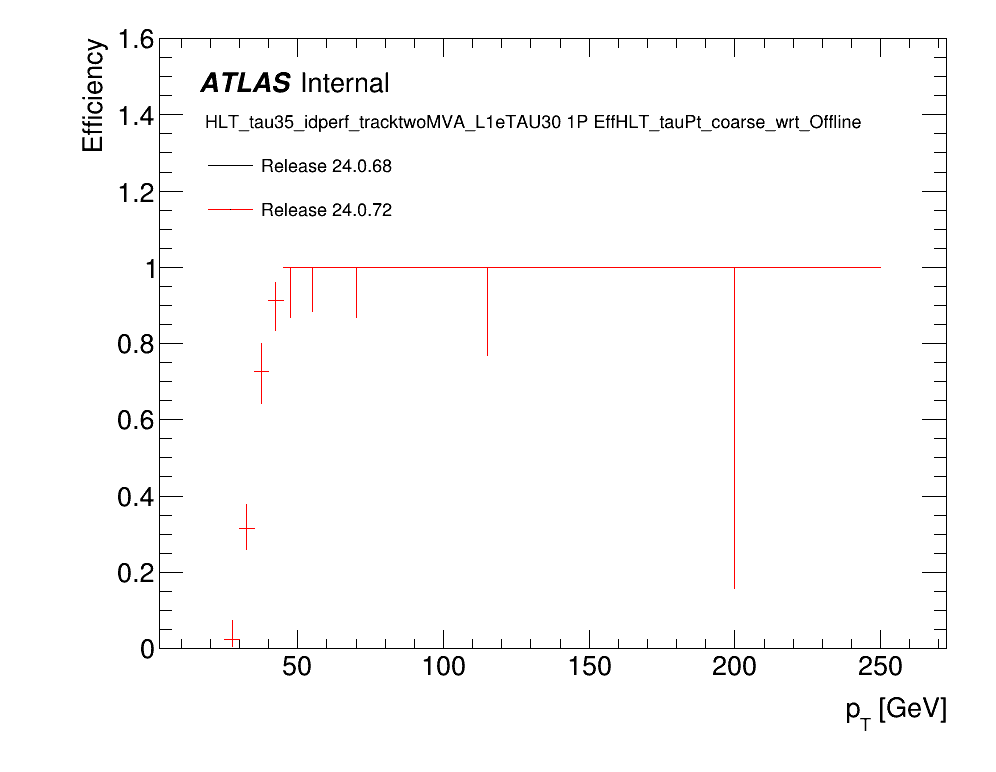 Efficiency
1.6
1.4
1.2
1
0.8
0.6
0.4
0.2
0
ATLAS Internal
HLT_tau35_idperf_tracktwoMVA_L1eTAU30 1P EffHLT_tauPt_coarse_wrt_Offline
Release 24.0.68
Release 24.0.72
50 100 150 200 250
pT [GeV]